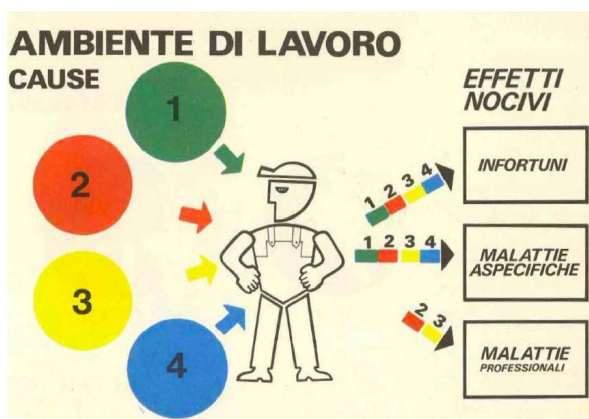 AMBIENTE DI LAVORO
CAUSE
EFFETTI
NOCIVI
1
2
3
4
1 2 3 4
INFORTUNI
1 2 3 4
MALATTIE
ASPECIFICHE
2 3
MALATTIE
PROFESSIONALI